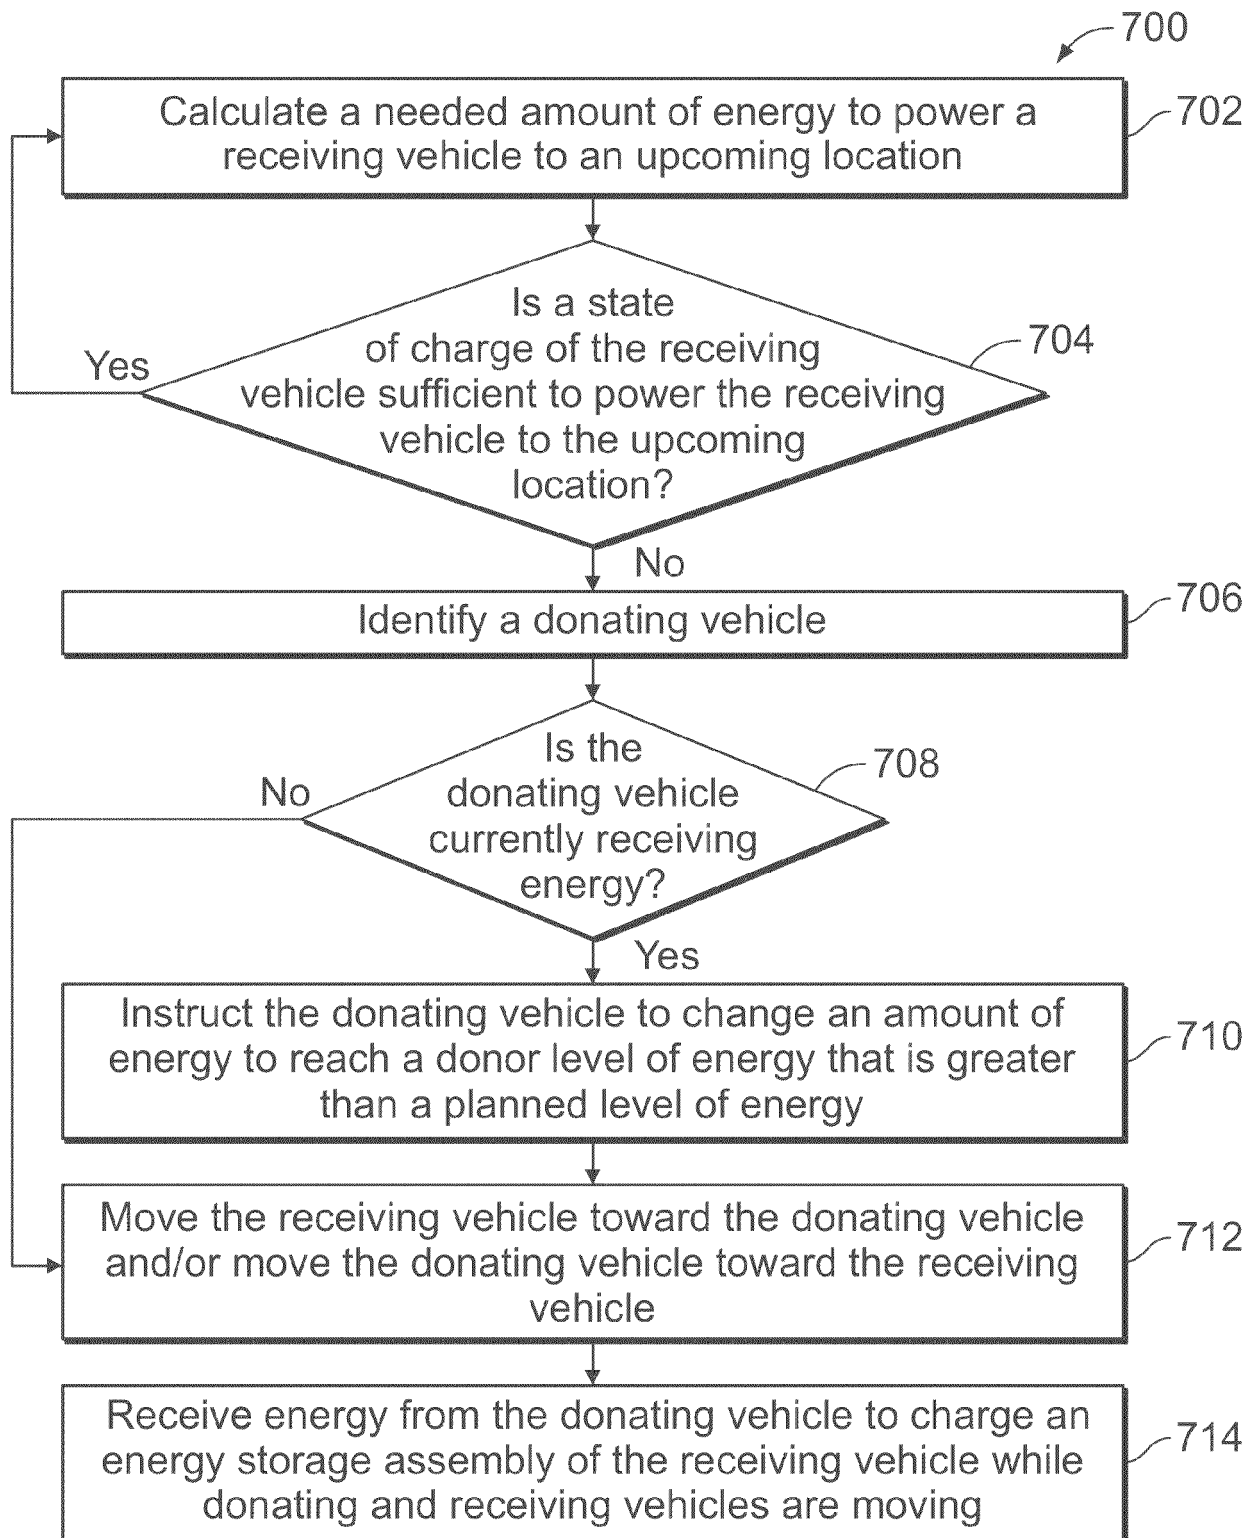 700
Calculate a needed amount of energy to power a
receiving vehicle to an upcoming location
702
Is a state
of charge of the receiving
vehicle sufficient to power the receiving
vehicle to the upcoming
location?
704
Yes
No
Identify a donating vehicle
706
Is the
donating vehicle
currently receiving
energy?
708
No
Yes
Instruct the donating vehicle to change an amount of
energy to reach a donor level of energy that is greater
than a planned level of energy
710
Move the receiving vehicle toward the donating vehicle
and/or move the donating vehicle toward the receiving
vehicle
712
Receive energy from the donating vehicle to charge an
energy storage assembly of the receiving vehicle while
donating and receiving vehicles are moving
714